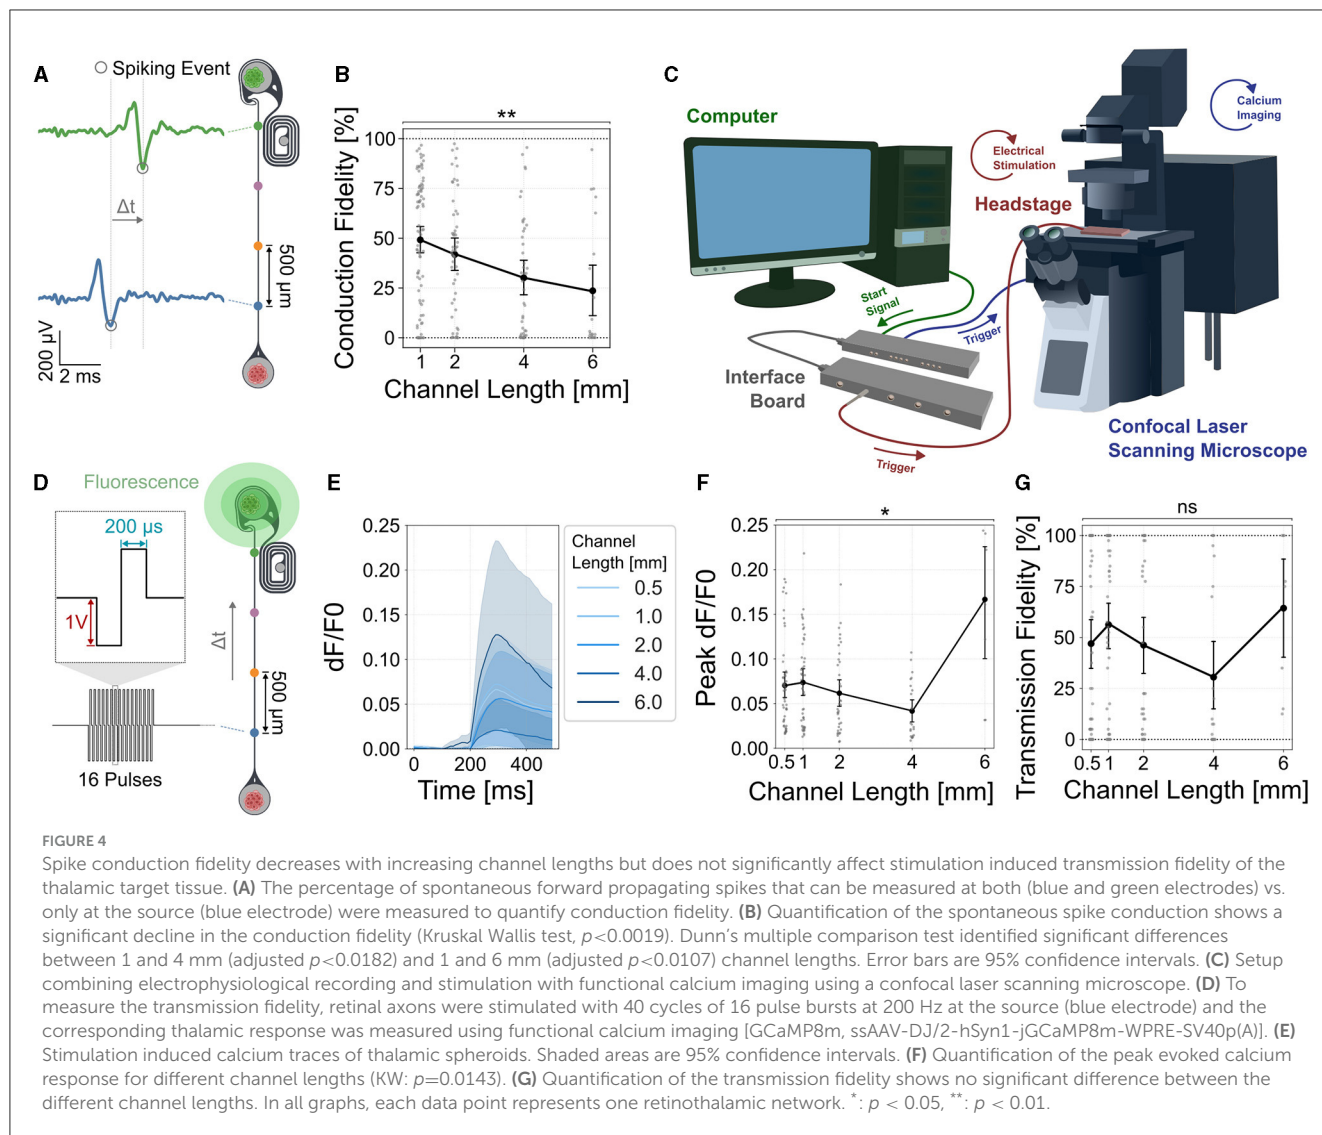 A
Spiking Event
Δt
500 μm
200 μV
2 ms
B
**
Conduction Fidelity [%]
100
75
50
25
0
1 2 4 6
Channel Length [mm]
C
Computer
Calcium
Imaging
Electrical
Stimulation
Headstage
Start
Signal
Trigger
Interface
Board
Trigger
Confocal Laser
Scanning Microscope
D
Fluorescence
200 μs
1V
Δt
500 μm
16 Pulses
E
dF/F0
0.25
0.20
0.15
0.10
0.05
0.00
0 200 400
Time [ms]
Channel
Length [mm]
0.5
1.0
2.0
4.0
6.0
F
*
Peak dF/F0
0.25
0.20
0.15
0.10
0.05
0.00
0.5 1 2 4 6
Channel Length [mm]
G
ns
Transmission Fidelity [%]
100
75
50
25
0
0.5 1 2 4 6
Channel Length [mm]
FIGURE 4
Spike conduction fidelity decreases with increasing channel lengths but does not significantly affect stimulation induced transmission fidelity of the
thalamic target tissue. (A) The percentage of spontaneous forward propagating spikes that can be measured at both (blue and green electrodes) vs.
only at the source (blue electrode) were measured to quantify conduction fidelity. (B) Quantification of the spontaneous spike conduction shows a
significant decline in the conduction fidelity (Kruskal Wallis test, p<0.0019). Dunn's multiple comparison test identified significant differences
between 1 and 4 mm (adjusted p<0.0182) and 1 and 6 mm (adjusted p<0.0107) channel lengths. Error bars are 95% confidence intervals. (C) Setup
combining electrophysiological recording and stimulation with functional calcium imaging using a confocal laser scanning microscope. (D) To
measure the transmission fidelity, retinal axons were stimulated with 40 cycles of 16 pulse bursts at 200 Hz at the source (blue electrode) and the
corresponding thalamic response was measured using functional calcium imaging [GCaMP8m, ssAAV-DJ/2-hSyn1-jGCaMP8m-WPRE-SV40p(A)]. (E)
Stimulation induced calcium traces of thalamic spheroids. Shaded areas are 95% confidence intervals. (F) Quantification of the peak evoked calcium
response for different channel lengths (KW: p=0.0143). (G) Quantification of the transmission fidelity shows no significant difference between the
different channel lengths. In all graphs, each data point represents one retinothalamic network. *: p < 0.05, **: p < 0.01.